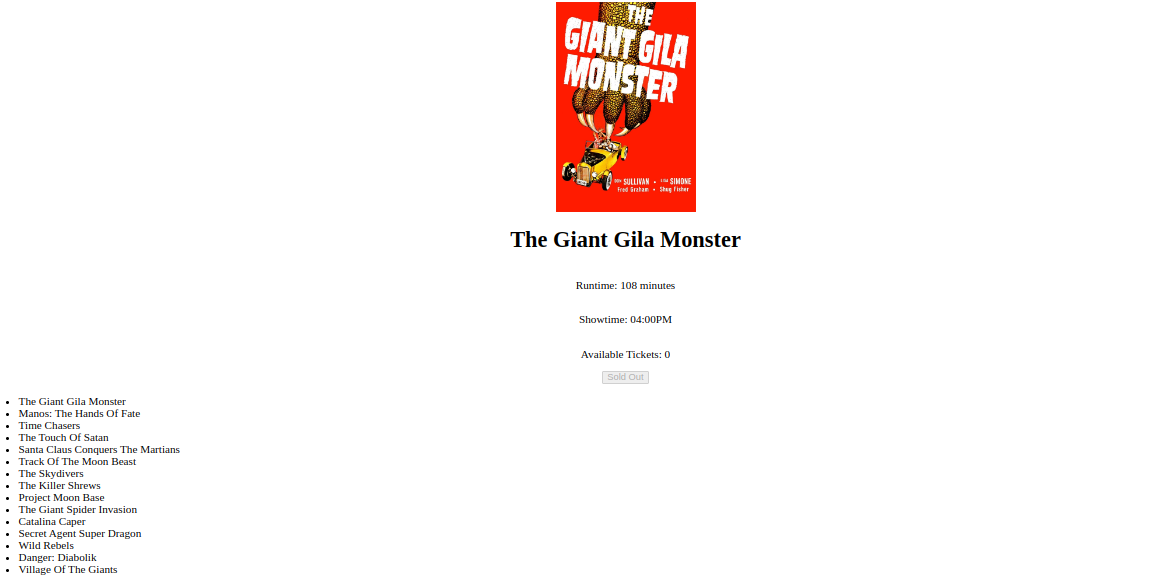 THE
GIANT GILA
MONSTER
DON SULLIVAN • LISA SIMONE
Fred Graham • Shug Fisher
The Giant Gila Monster
Runtime: 108 minutes
Showtime: 04:00PM
Available Tickets: 0
Sold Out
The Giant Gila Monster
Manos: The Hands Of Fate
Time Chasers
The Touch Of Satan
Santa Claus Conquers The Martians
Track Of The Moon Beast
The Skydivers
The Killer Shrews
Project Moon Base
The Giant Spider Invasion
Catalina Caper
Secret Agent Super Dragon
Wild Rebels
Danger: Diabolik
Village Of The Giants